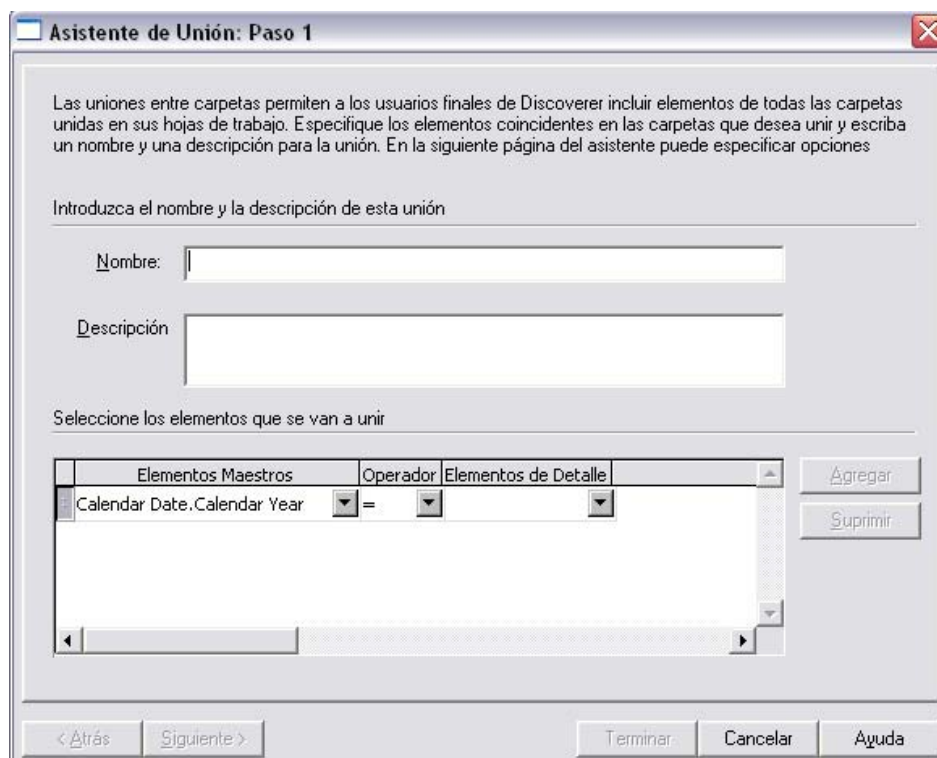 Asistente de Unión: Paso 1
Las uniones entre carpetas permiten a los usuarios finales de Discoverer incluir elementos de todas las carpetas
unidas en sus hojas de trabajo. Especifique los elementos coincidentes en las carpetas que desea unir y escriba
un nombre y una descripción para la unión. En la siguiente página del asistente puede especificar opciones
Introduzca el nombre y la descripción de esta unión
Nombre:
Descripción
Seleccione los elementos que se van a unir
Elementos Maestros Operador Elementos de Detalle
Calendar Date.Calendar Year =
Agregar
Suprimir
< Atrás Siguiente > Terminar Cancelar Ayuda